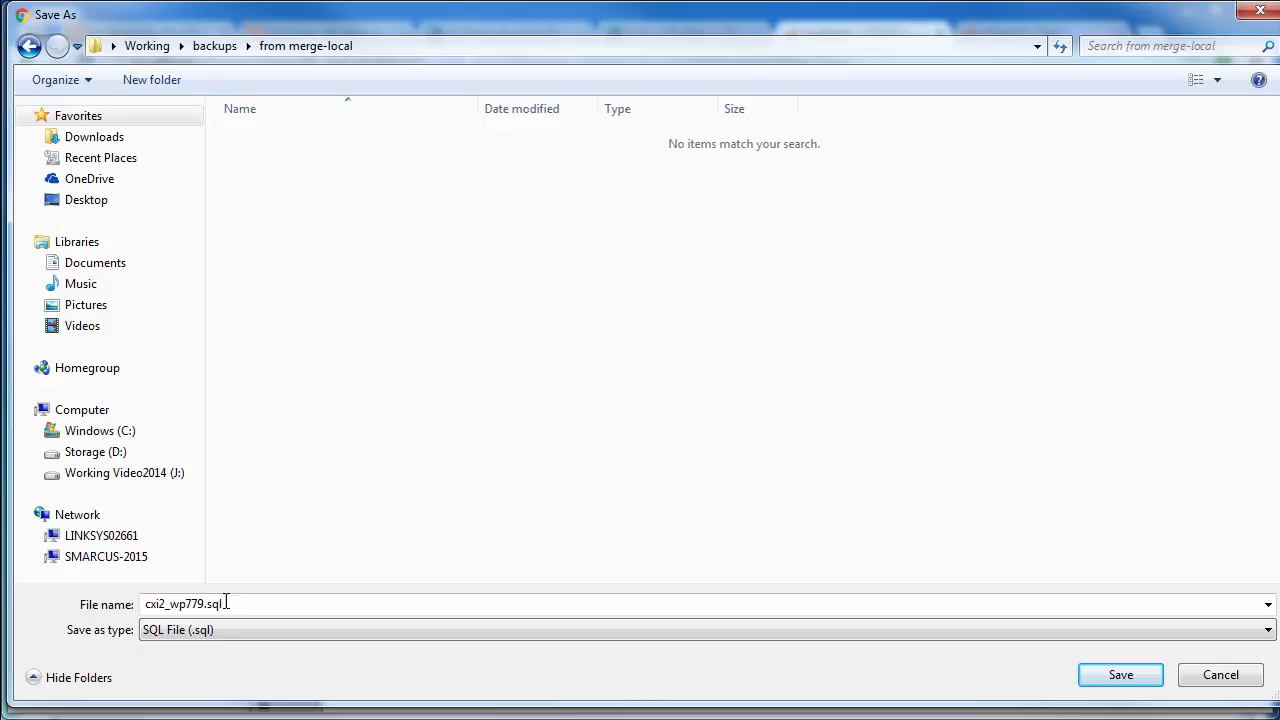 Save As
Working backups from merge-local
Search from merge-local
Organize New folder
Name Date modified Type Size
No items match your search.
Favorites
Downloads
Recent Places
OneDrive
Desktop
Libraries
Documents
Music
Pictures
Videos
Homegroup
Computer
Windows (C:)
Storage (D:)
Working Video2014 (J:)
Network
LINKSYS02661
SMARCUS-2015
File name: cxi2_wp779.sql
Save as type: SQL File (.sql)
Hide Folders
Save Cancel